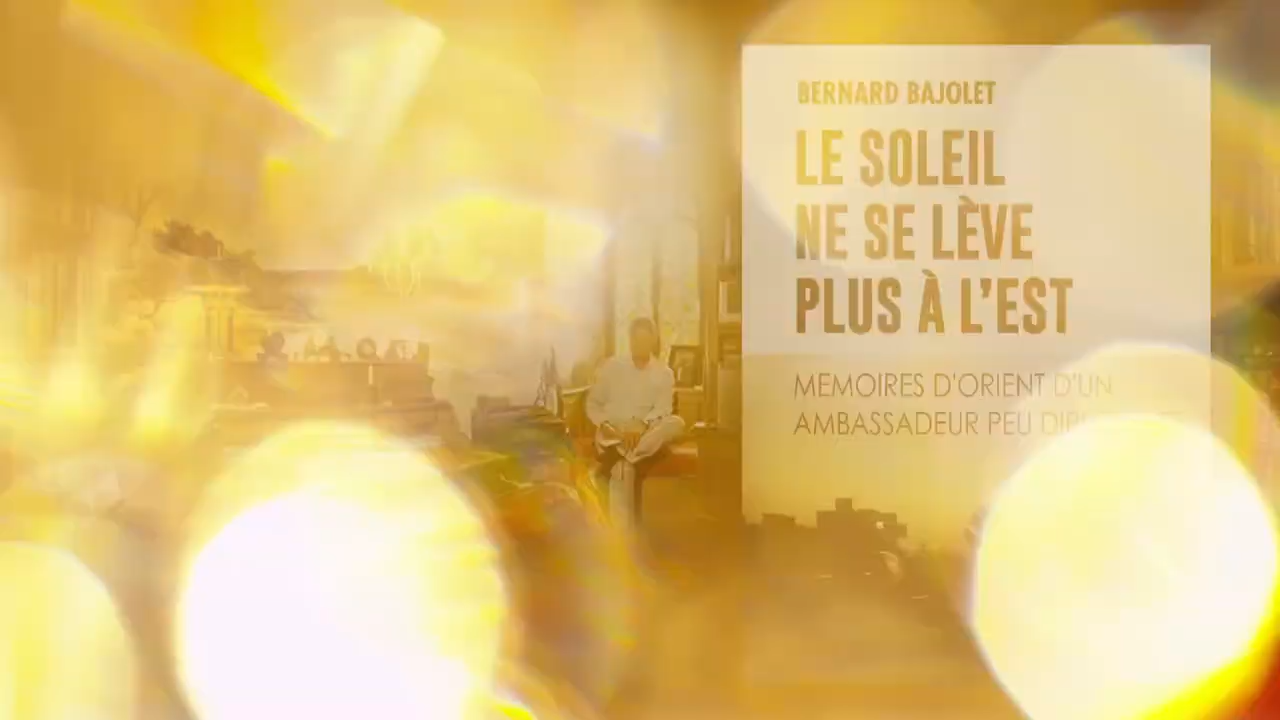 BERNARD BAJOLET
LE SOLEIL
NE SE LÈVE
PLUS À L'EST
MEMOIRES D'ORIENT D'UN
AMBASSADEUR PEU